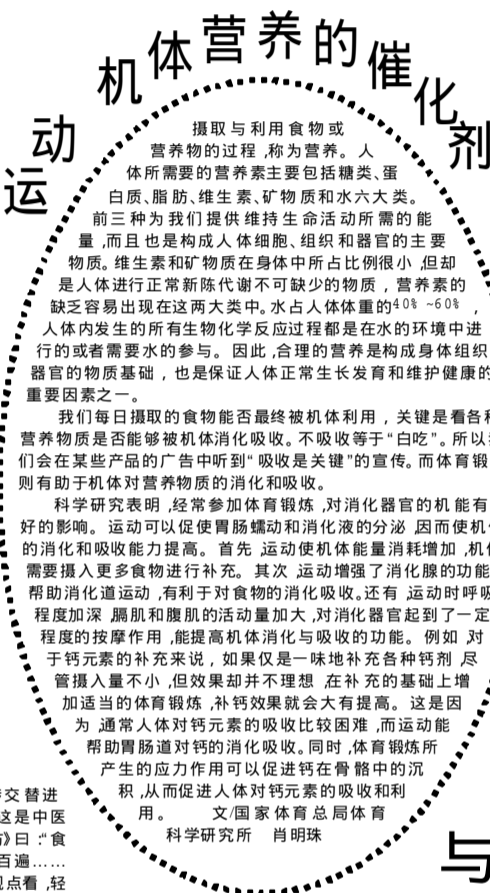 运动机体营养的催化剂
摄取与利用食物或
营养物的过程,称为营养。人
体所需要的营养素主要包括糖类、蛋
白质、脂肪、维生素、矿物质和水六大类。
前三种为我们提供维持生命活动所需的能
量,而且也是构成人体细胞、组织和器官的主要
物质。维生素和矿物质在身体中所占比例很小,但却
是人体进行正常新陈代谢不可缺少的物质,营养素的
缺乏容易出现在这两大类中。水占人体体重的40%~60%,
人体内发生的所有生物化学反应过程都是在水的环境中进
行的或者需要水的参与。因此,合理的营养是构成身体组织
器官的物质基础,也是保证人体正常生长发育和维护健康的
重要因素之一。
我们每日摄取的食物能否最终被机体利用,关键是看各种
营养物质是否能够被机体消化吸收。不吸收等于“白吃”。所以
们会在某些产品的广告中听到“吸收是关键”的宣传。而体育锻
则有助于机体对营养物质的消化和吸收。
科学研究表明,经常参加体育锻炼,对消化器官的机能有
好的影响。运动可以促使胃肠蠕动和消化液的分泌,因而使机体
的消化和吸收能力提高。首先,运动使机体能量消耗增加,机体
需要摄入更多食物进行补充。其次,运动增强了消化腺的功能
帮助消化道运动,有利于对食物的消化吸收。还有,运动时呼吸
程度加深,膈肌和腹肌的活动量加大,对消化器官起到了一定
程度的按摩作用,能提高机体消化与吸收的功能。例如,对
于钙元素的补充来说,如果仅是一味地补充各种钙剂,尽
管摄入量不小,但效果却并不理想,在补充的基础上增
加适当的体育锻炼,补钙效果就会大有提高。这是因
为,通常人体对钙元素的吸收比较困难,而运动能
帮助胃肠道对钙的消化吸收。同时,体育锻炼所
产生的应力作用可以促进钙在骨骼中的沉
积,从而促进人体对钙元素的吸收和利
用。 文/国家体育总局体育
科学研究所 肖明珠
交替进
这是中医
》曰:“食
百遍……
点看,轻
与